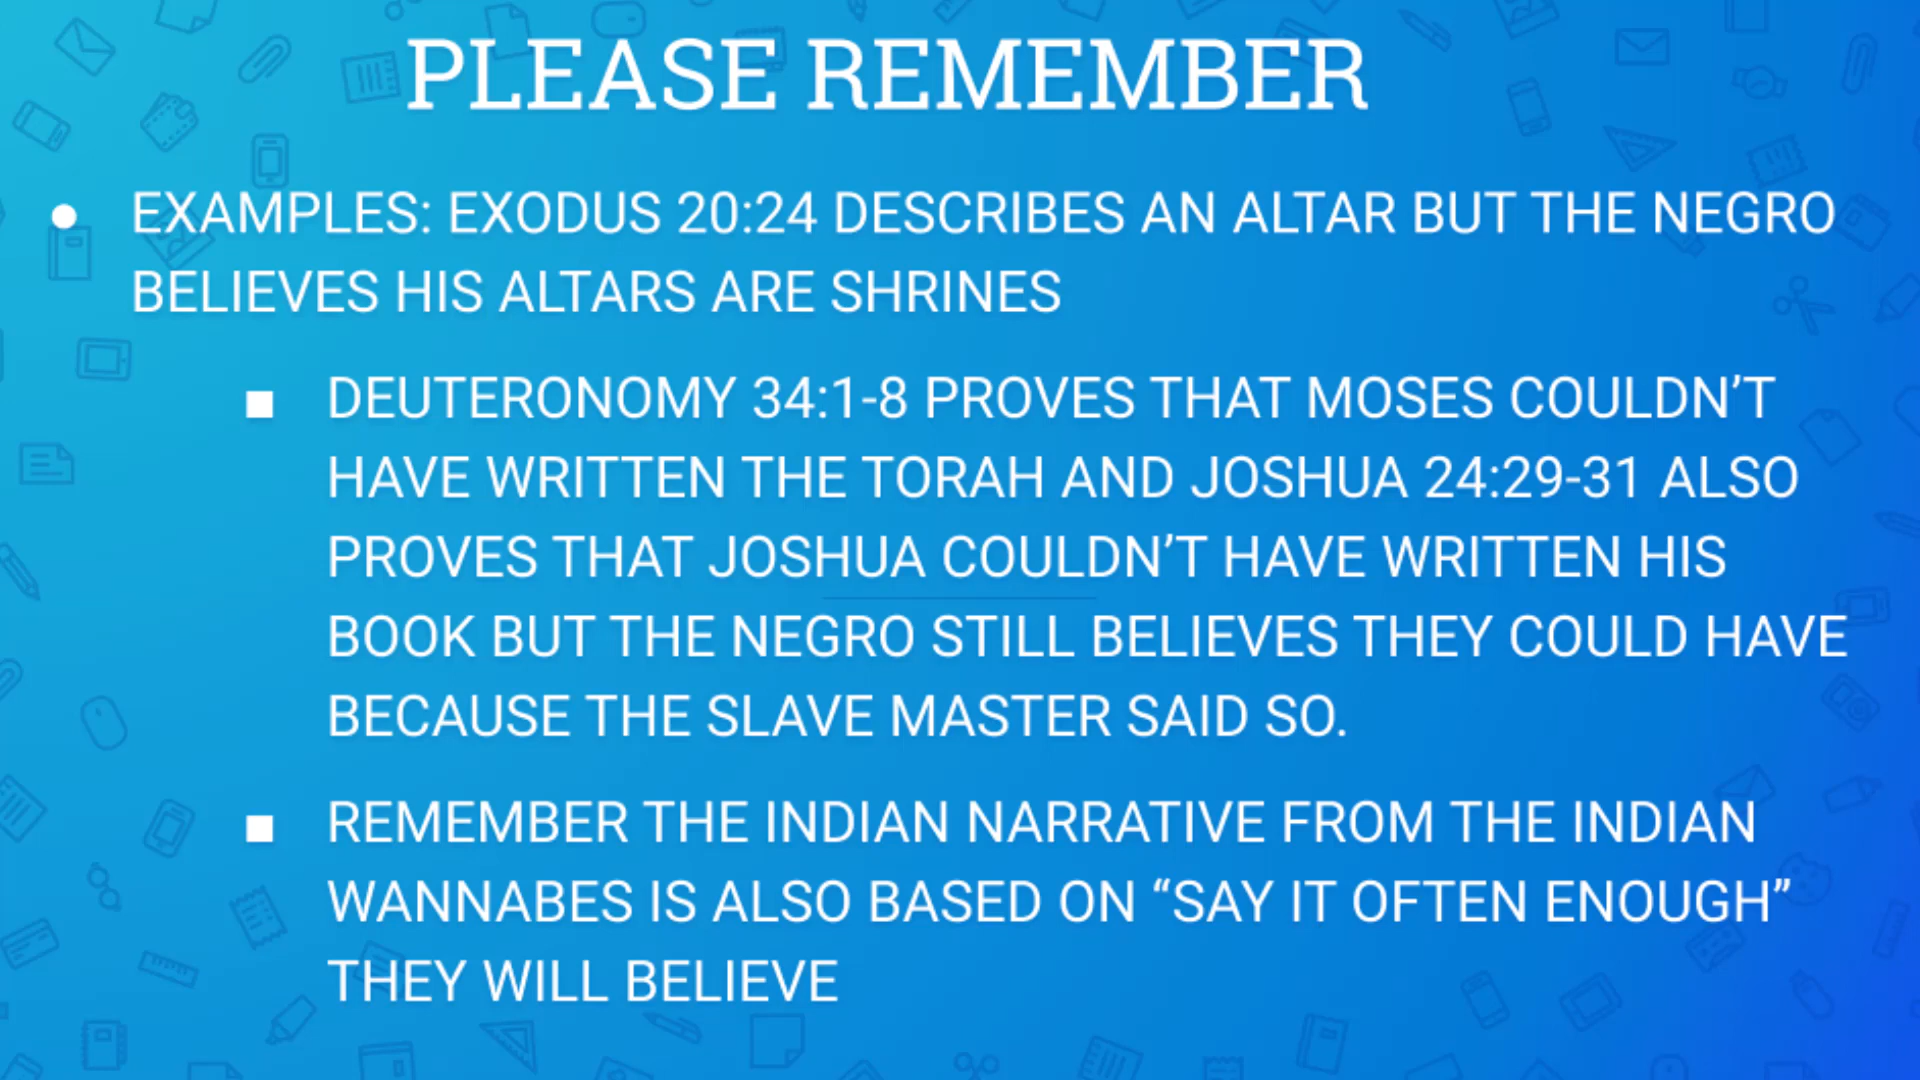 PLEASE REMEMBER
● EXAMPLES: EXODUS 20:24 DESCRIBES AN ALTAR BUT THE NEGRO
BELIEVES HIS ALTARS ARE SHRINES
■ DEUTERONOMY 34:1-8 PROVES THAT MOSES COULDN’T
HAVE WRITTEN THE TORAH AND JOSHUA 24:29-31 ALSO
PROVES THAT JOSHUA COULDN’T HAVE WRITTEN HIS
BOOK BUT THE NEGRO STILL BELIEVES THEY COULD HAVE
BECAUSE THE SLAVE MASTER SAID SO.
■ REMEMBER THE INDIAN NARRATIVE FROM THE INDIAN
WANNABES IS ALSO BASED ON “SAY IT OFTEN ENOUGH”
THEY WILL BELIEVE